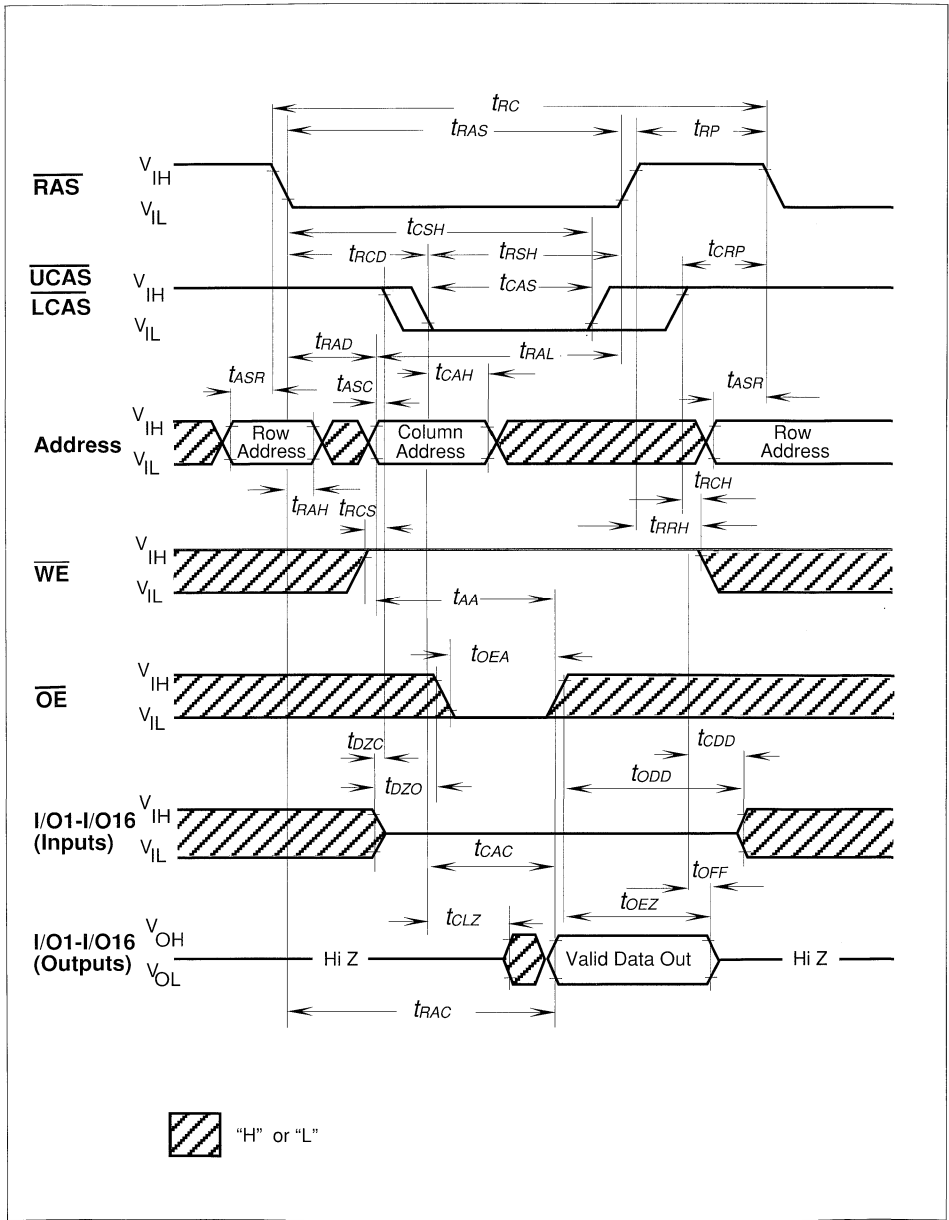 tRC
tRAS
tRP
RAS
VIH
VIL
tCSH
tRCD
tRSH
tCRP
UCAS
LCAS
VIH
VIL
tCAS
tRAD
tRAL
tASR
tASC
tCAH
tASR
Address
VIH
VIL
Row
Address
Column
Address
Row
Address
tRAH
tRCS
tRCH
tRRH
WE
VIH
VIL
tAA
tOEA
OE
VIH
VIL
tDZC
tCDD
tDZO
tODD
I/O1-I/O16
(Inputs)
VIH
VIL
tCAC
tOFF
tCLZ
tOEZ
I/O1-I/O16
(Outputs)
VOH
VOL
Hi Z
Valid Data Out
Hi Z
tRAC
"H" or "L"